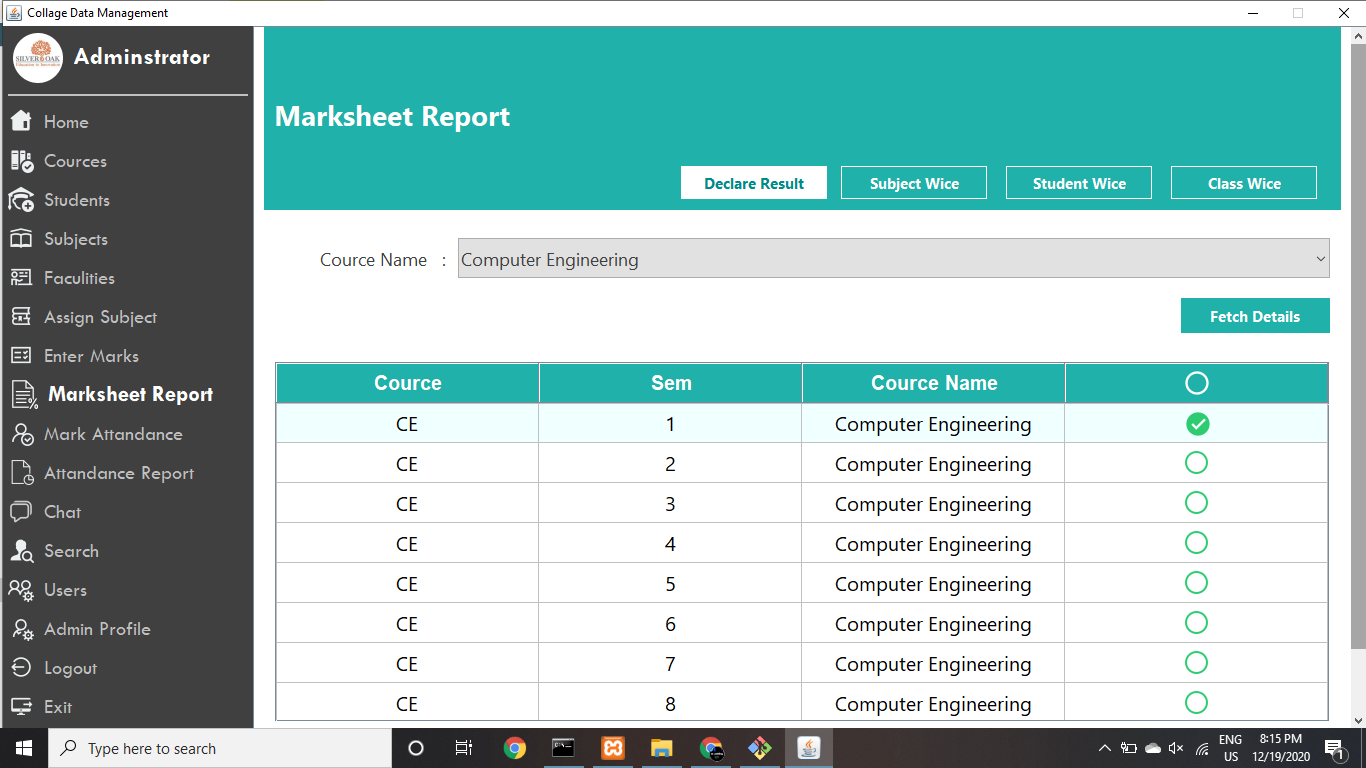 Collage Data Management
SILVER OAK
Education to Innovation
Adminstrator
Home
Cources
Students
Subjects
Faculities
Assign Subject
Enter Marks
Marksheet Report
Mark Attandance
Attandance Report
Chat
Search
Users
Admin Profile
Logout
Exit
Marksheet Report
Declare Result Subject Wice Student Wice Class Wice
Cource Name : Computer Engineering
Fetch Details
Cource Sem Cource Name
CE 1 Computer Engineering
CE 2 Computer Engineering
CE 3 Computer Engineering
CE 4 Computer Engineering
CE 5 Computer Engineering
CE 6 Computer Engineering
CE 7 Computer Engineering
CE 8 Computer Engineering
Type here to search
ENG 8:15 PM
US 12/19/2020
1